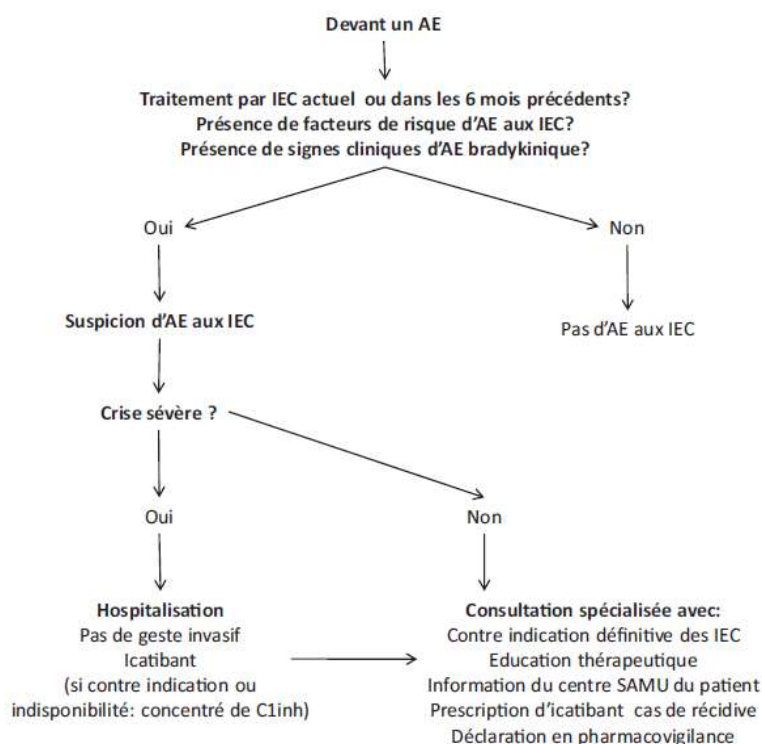 Devant un AE
Traitement par IEC actuel ou dans les 6 mois précédents?
Présence de facteurs de risque d'AE aux IEC?
Présence de signes cliniques d'AE bradykinique?
Oui
Non
Suspicion d'AE aux IEC
Pas d'AE aux IEC
Crise sévère ?
Oui
Non
Hospitalisation
Pas de geste invasif
Icatibant
(si contre indication ou
indisponibilité: concentré de C1inh)
Consultation spécialisée avec:
Contre indication définitive des IEC
Education thérapeutique
Information du centre SAMU du patient
Prescription d'icatibant cas de récidive
Déclaration en pharmacovigilance